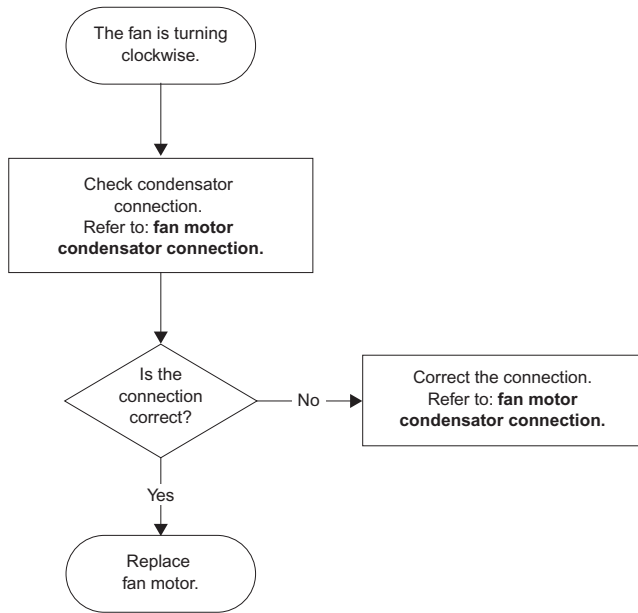 The fan is turning
clockwise.
Check condensator
connection.
Refer to: fan motor
condensator connection.
Is the
connection
correct?
No
Correct the connection.
Refer to: fan motor
condensator connection.
Yes
Replace
fan motor.